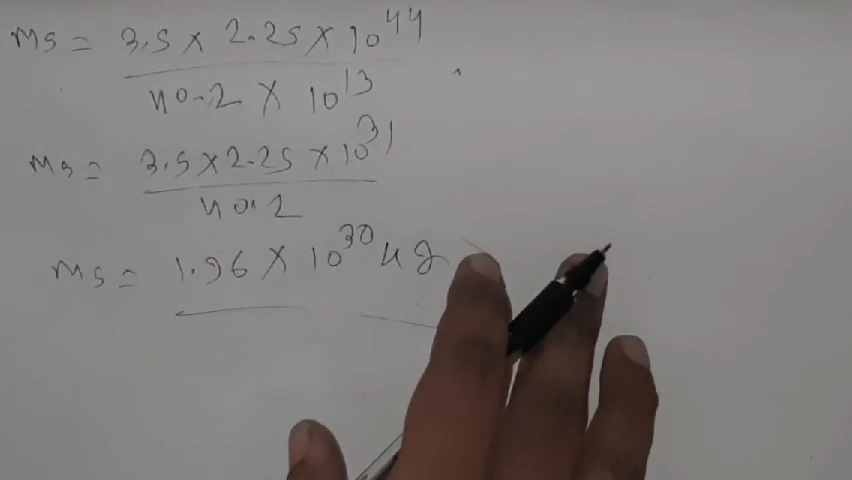 Ms = 3.5 × 2.25 × 10^44
40.2 × 10^13
Ms = 3.5 × 2.25 × 10^31
40.2
Ms = 1.96 × 10^30 kg